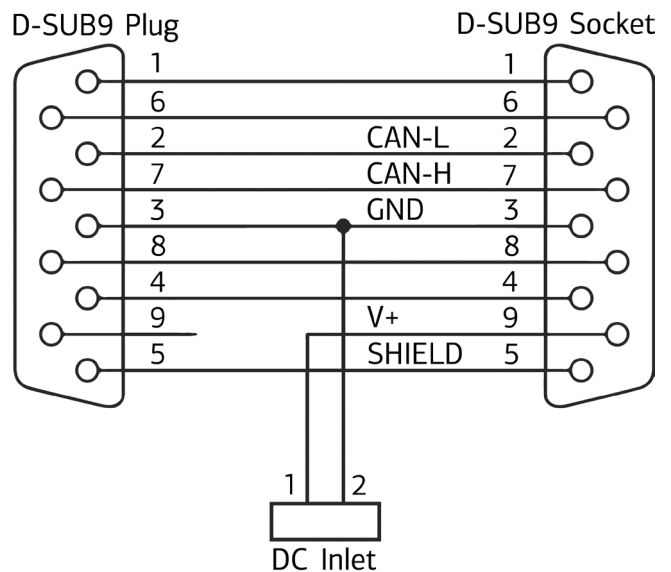 D-SUB9 Plug D-SUB9 Socket
1 1
6 6
2 CAN-L 2
7 CAN-H 7
3 GND 3
8 8
4 4
9 V+ 9
5 SHIELD 5
1 2
DC Inlet